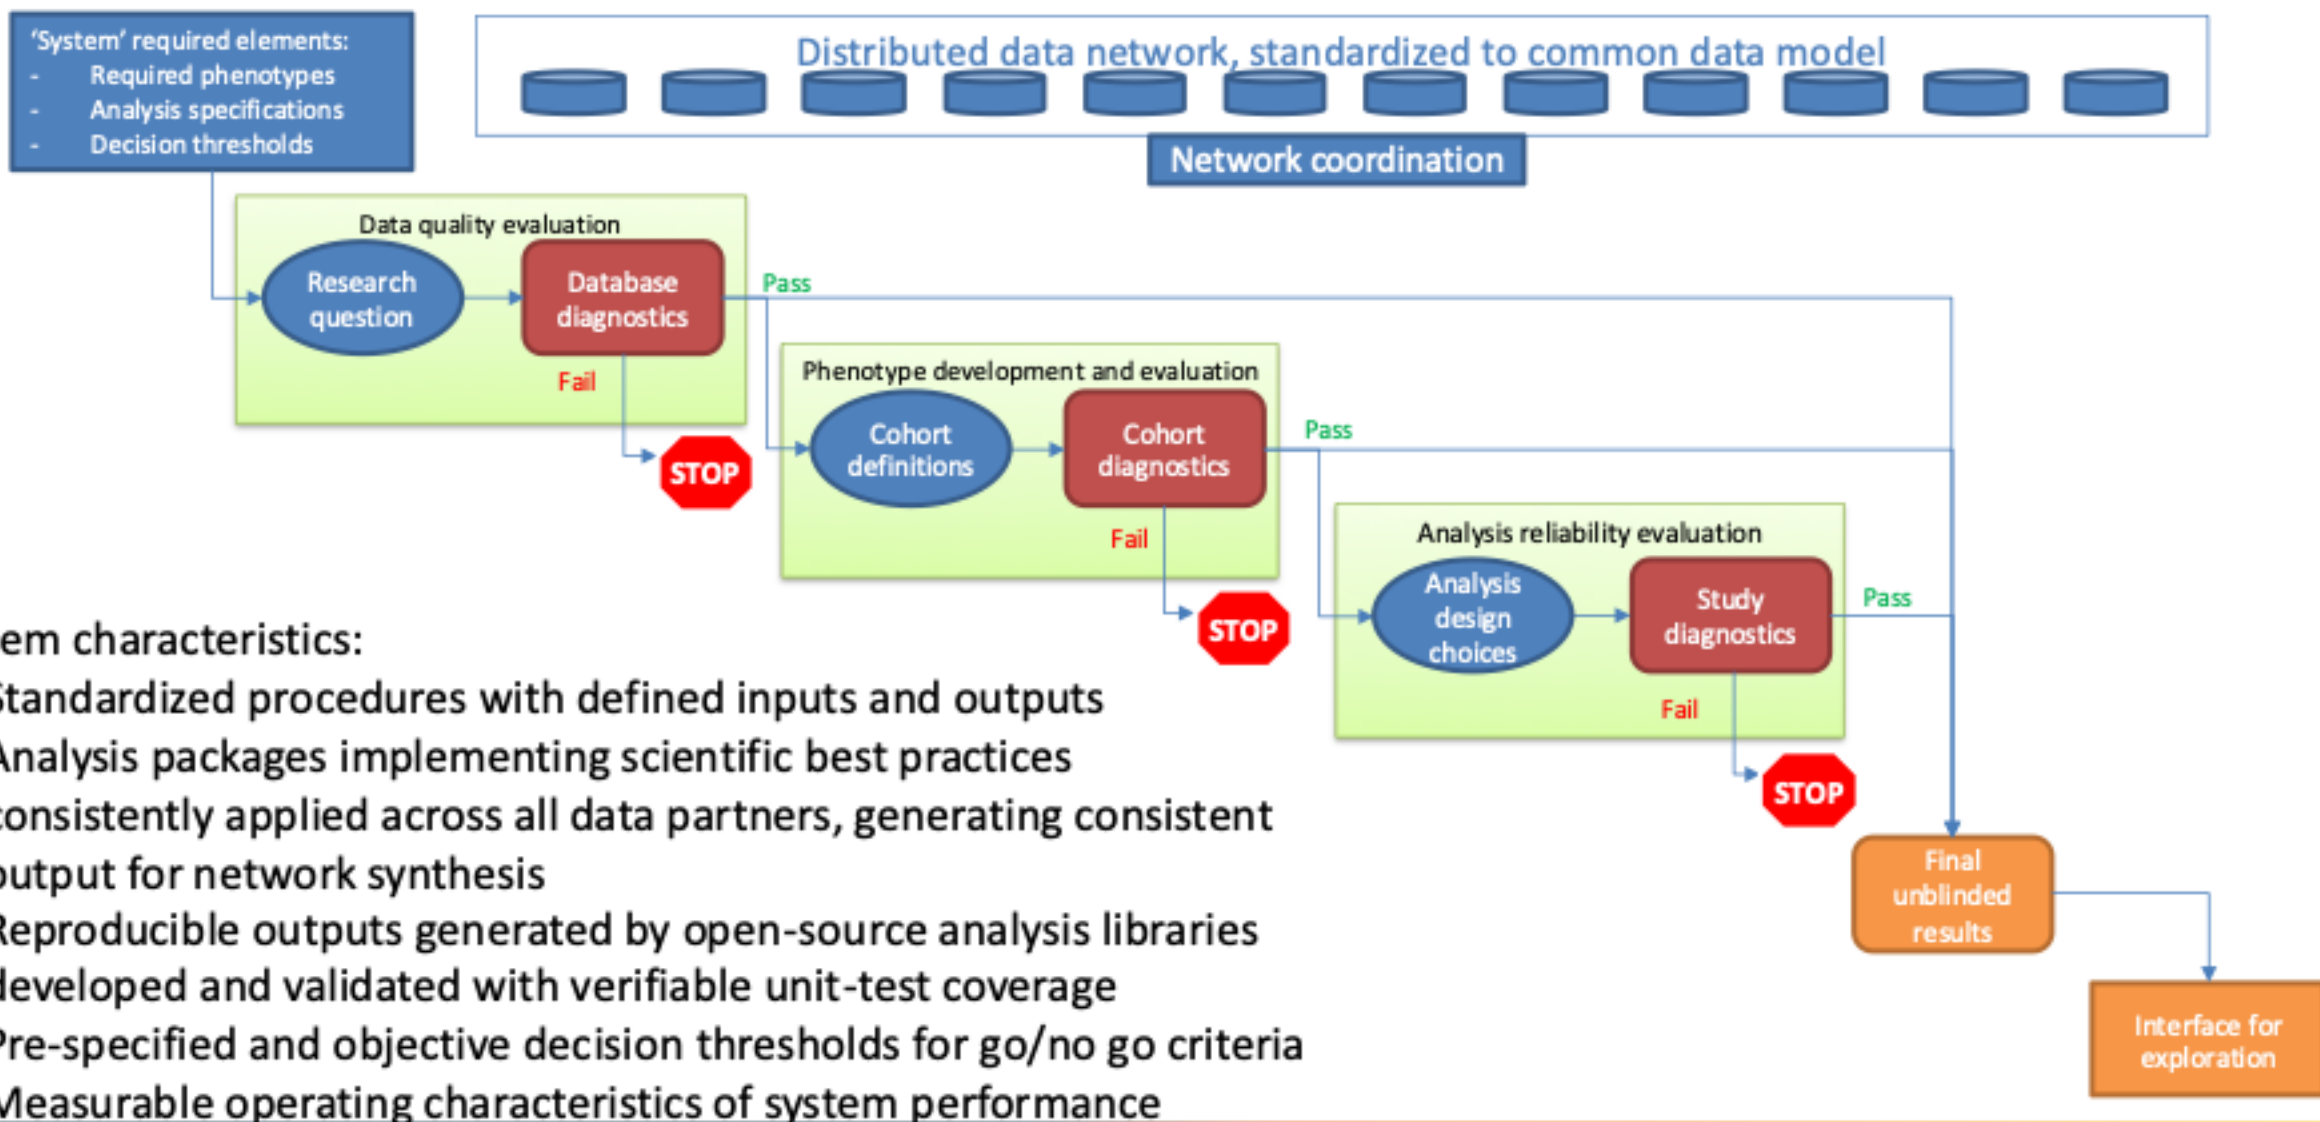 'System' required elements:
- Required phenotypes
- Analysis specifications
- Decision thresholds
Distributed data network, standardized to common data model
Network coordination
Data quality evaluation
Research
question
Database
diagnostics
Pass
Fail
STOP
Phenotype development and evaluation
Cohort
definitions
Cohort
diagnostics
Pass
Fail
STOP
Analysis reliability evaluation
Analysis
design
choices
Study
diagnostics
Pass
Fail
STOP
Final
unblinded
results
Interface for
exploration
em characteristics:
Standardized procedures with defined inputs and outputs
Analysis packages implementing scientific best practices
consistently applied across all data partners, generating consistent
output for network synthesis
Reproducible outputs generated by open-source analysis libraries
developed and validated with verifiable unit-test coverage
Pre-specified and objective decision thresholds for go/no go criteria
Measurable operating characteristics of system performance